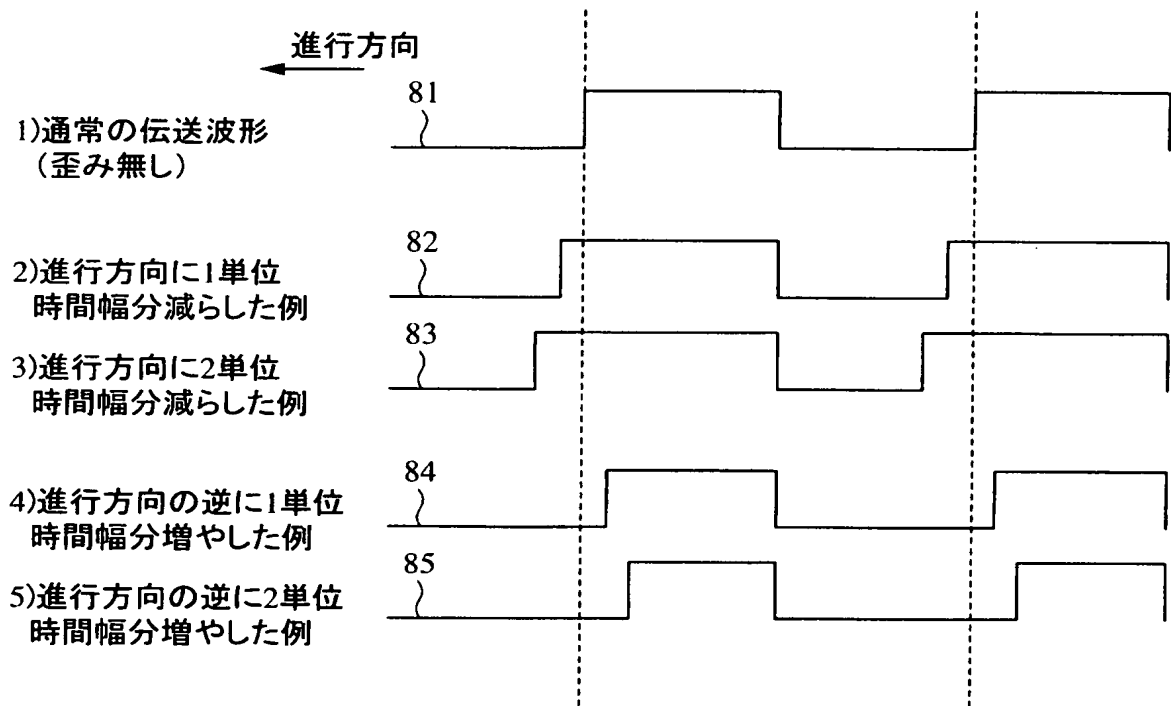 進行方向
81
1)通常の伝送波形
(歪み無し)
82
2)進行方向に1単位
時間幅分減らした例
83
3)進行方向に2単位
時間幅分減らした例
84
4)進行方向の逆に1単位
時間幅分増やした例
85
5)進行方向の逆に2単位
時間幅分増やした例